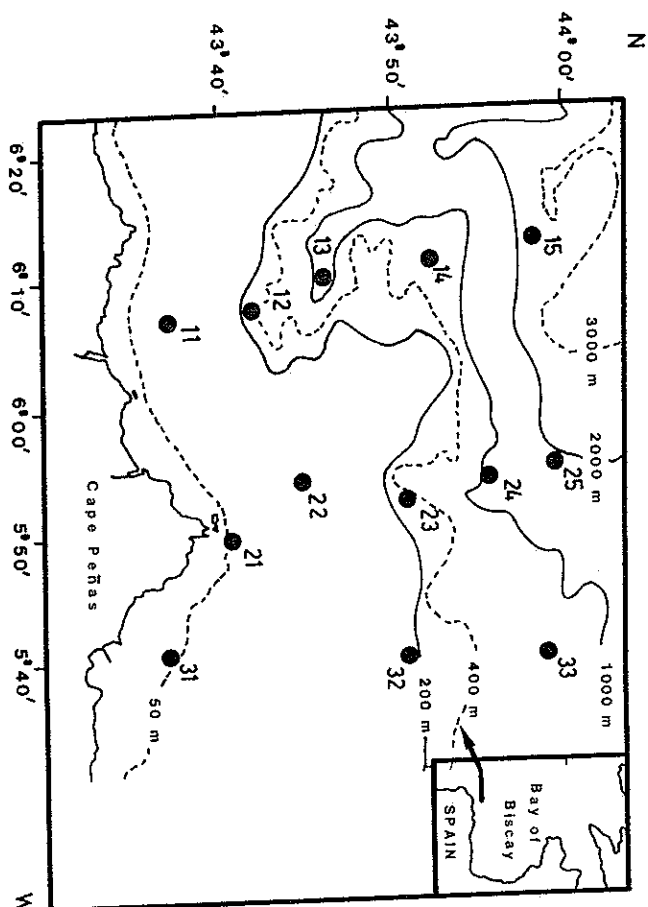 N
44°00'
43°50'
43°40'
3000 m
2000 m
1000 m
400 m
200 m
50 m
15
25
33
14
24
13
23
32
12
22
11
21
31
Bay of
Biscay
SPAIN
Cape Peñas
6°20'
6°10'
6°00'
5°50'
5°40'
W